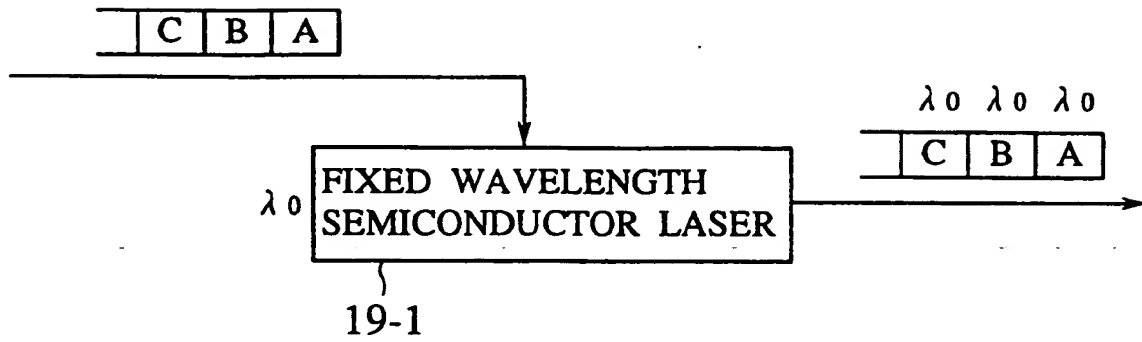 C B A
λ0 λ0 λ0
C B A
λ0
FIXED WAVELENGTH
SEMICONDUCTOR LASER
19-1